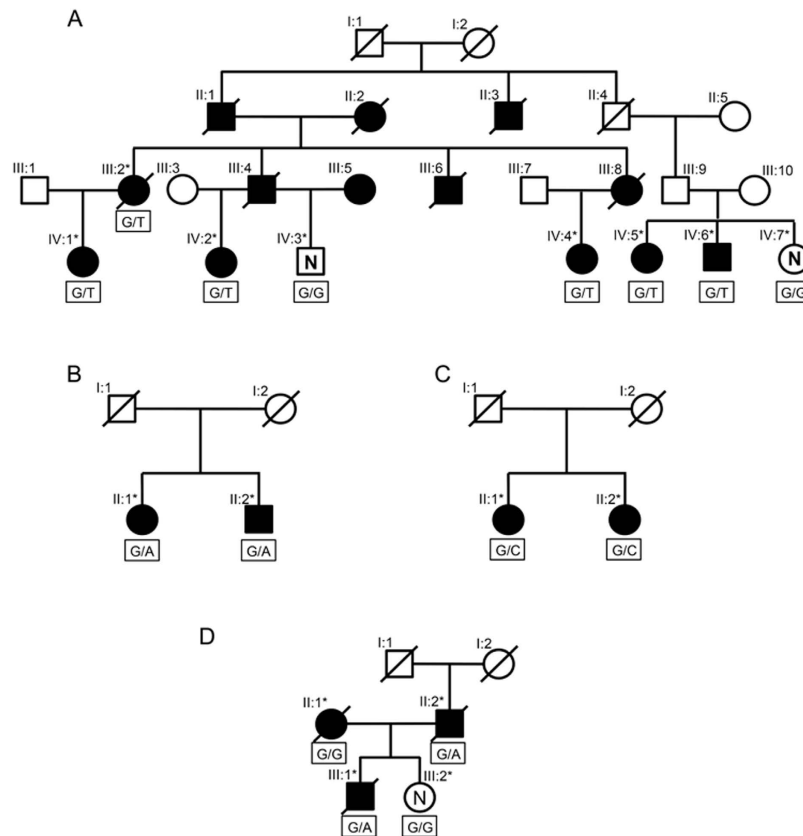 A
I:1 I:2
II:1 II:2 II:3 II:4 II:5
III:1 III:2* III:3 III:4 III:5 III:6 III:7 III:8 III:9 III:10
G/T
IV:1* IV:2* IV:3* IV:4* IV:5* IV:6* IV:7*
N N
G/T G/T G/G G/T G/T G/T G/G
B C
I:1 I:2 I:1 I:2
II:1* II:2* II:1* II:2*
G/A G/A G/C G/C
D
I:1 I:2
II:1* II:2*
G/G G/A
III:1* III:2*
N
G/A G/G